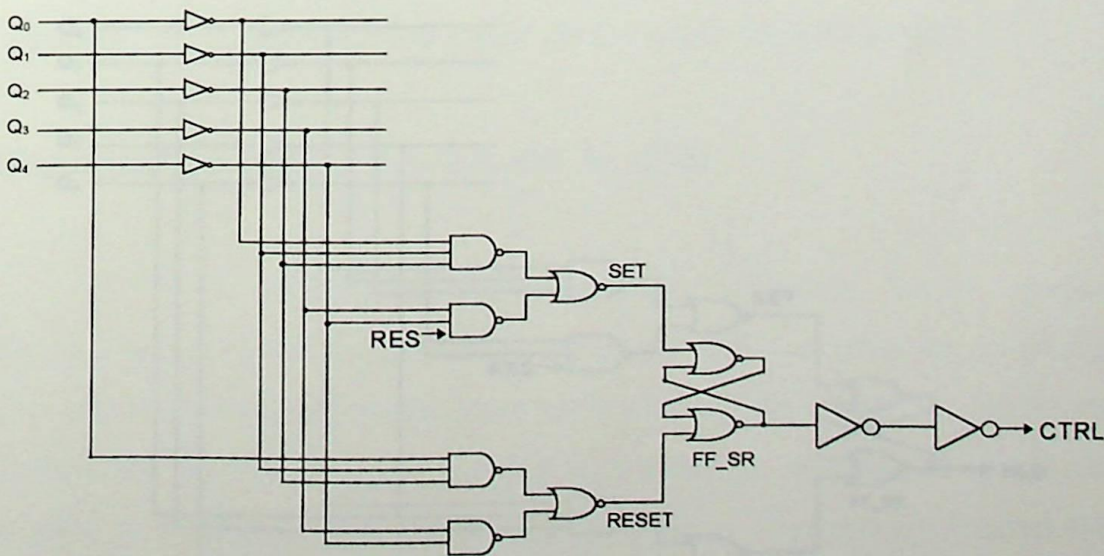 Q0
Q1
Q2
Q3
Q4
SET
RES
FF_SR
CTRL
RESET